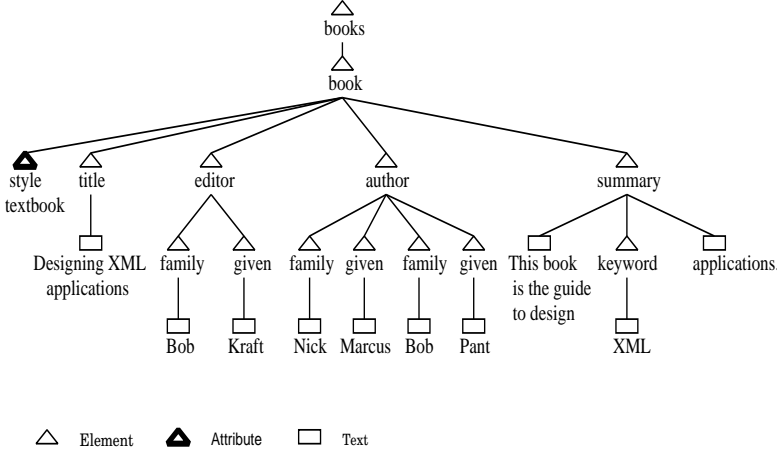 books
book
style title editor author summary
textbook
Designing XML family given family given family given This book keyword applications.
applications is the guide
to design
Bob Kraft Nick Marcus Bob Pant XML
Element Attribute Text